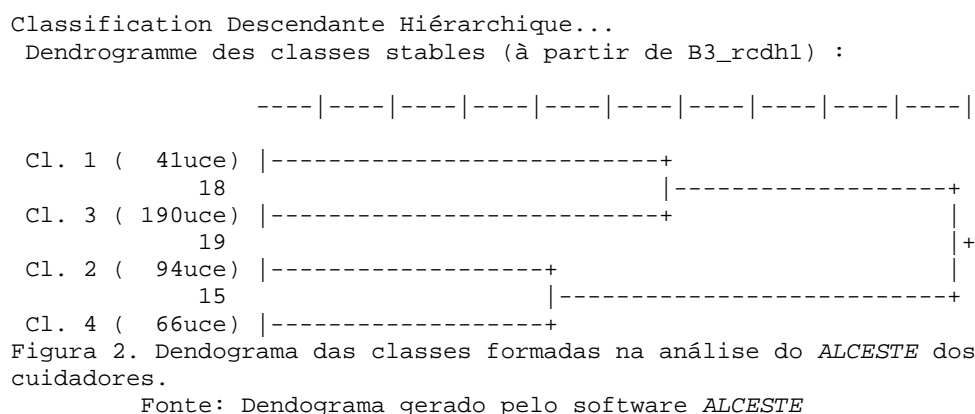 Classification Descendante Hiérarchique...
Dendrogramme des classes stables (à partir de B3_rcdh1) :
----|----|----|----|----|----|----|----|----|----|
Cl. 1 ( 41uce) |---------------------------+
18 |-------------------+
Cl. 3 ( 190uce) |---------------------------+ |
19 |+
Cl. 2 ( 94uce) |-------------------+ |
15 |---------------------------+
Cl. 4 ( 66uce) |-------------------+
Figura 2. Dendograma das classes formadas na análise do ALCESTE dos
cuidadores.
Fonte: Dendograma gerado pelo software ALCESTE